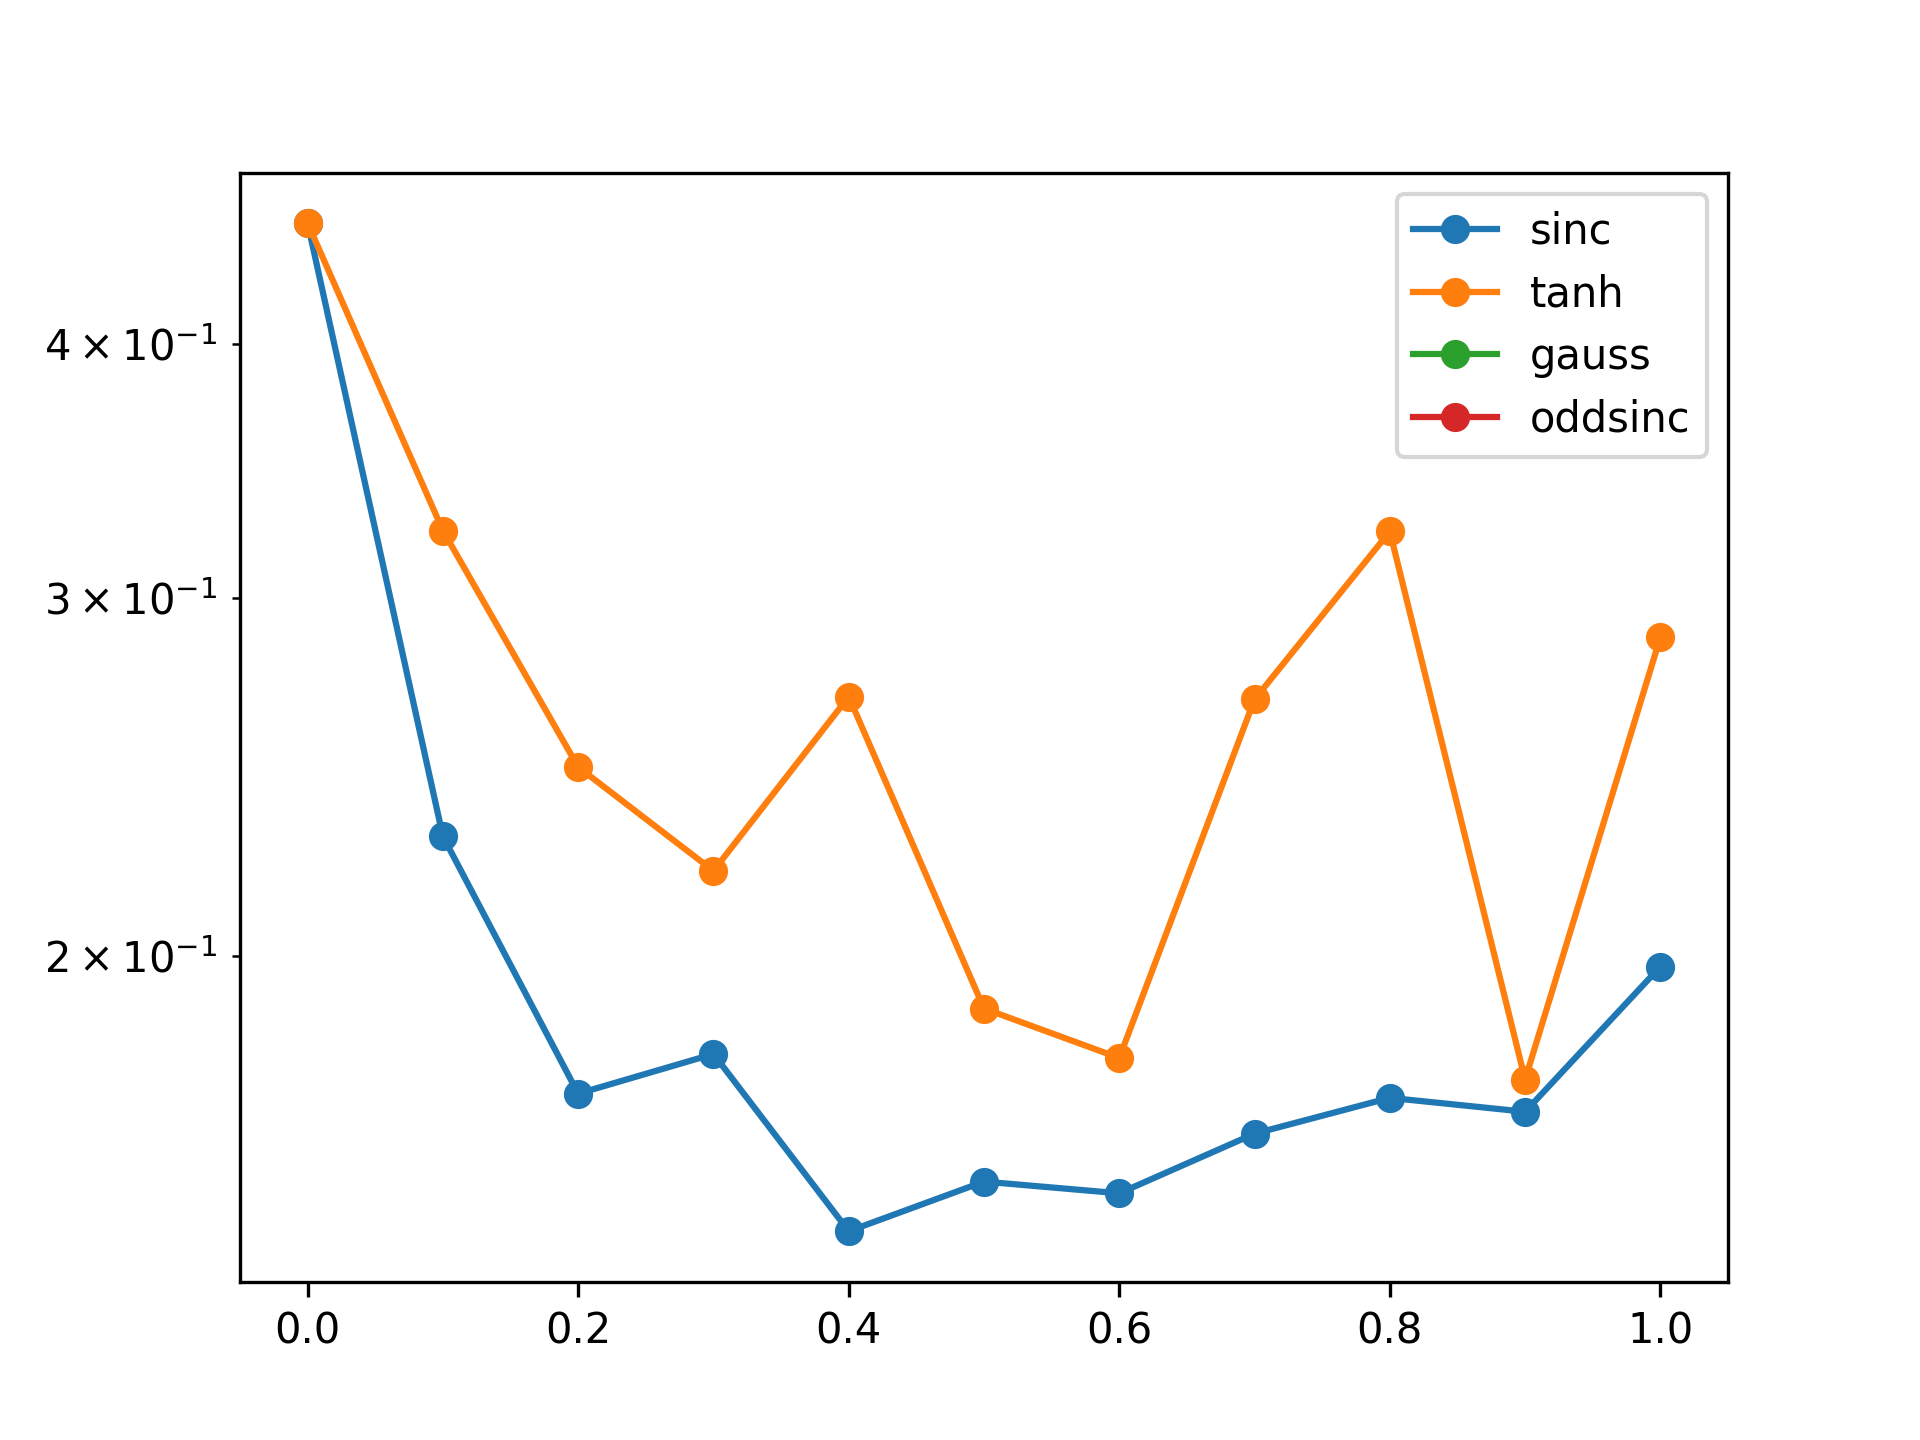 sinc
tanh
gauss
oddsinc
4 × 10⁻¹
3 × 10⁻¹
2 × 10⁻¹
0.0 0.2 0.4 0.6 0.8 1.0